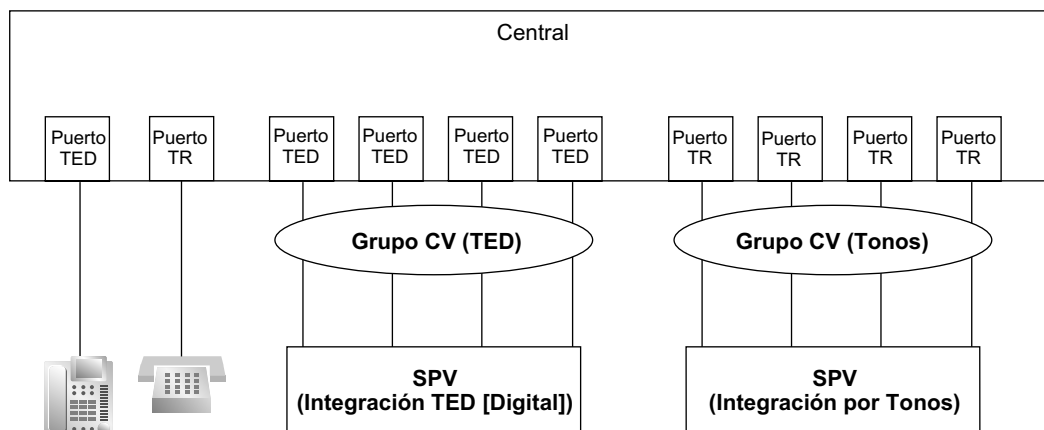 Central
Puerto
TED
Puerto
TR
Puerto
TED
Puerto
TED
Puerto
TED
Puerto
TED
Puerto
TR
Puerto
TR
Puerto
TR
Puerto
TR
Grupo CV (TED)
Grupo CV (Tonos)
SPV
(Integración TED [Digital])
SPV
(Integración por Tonos)